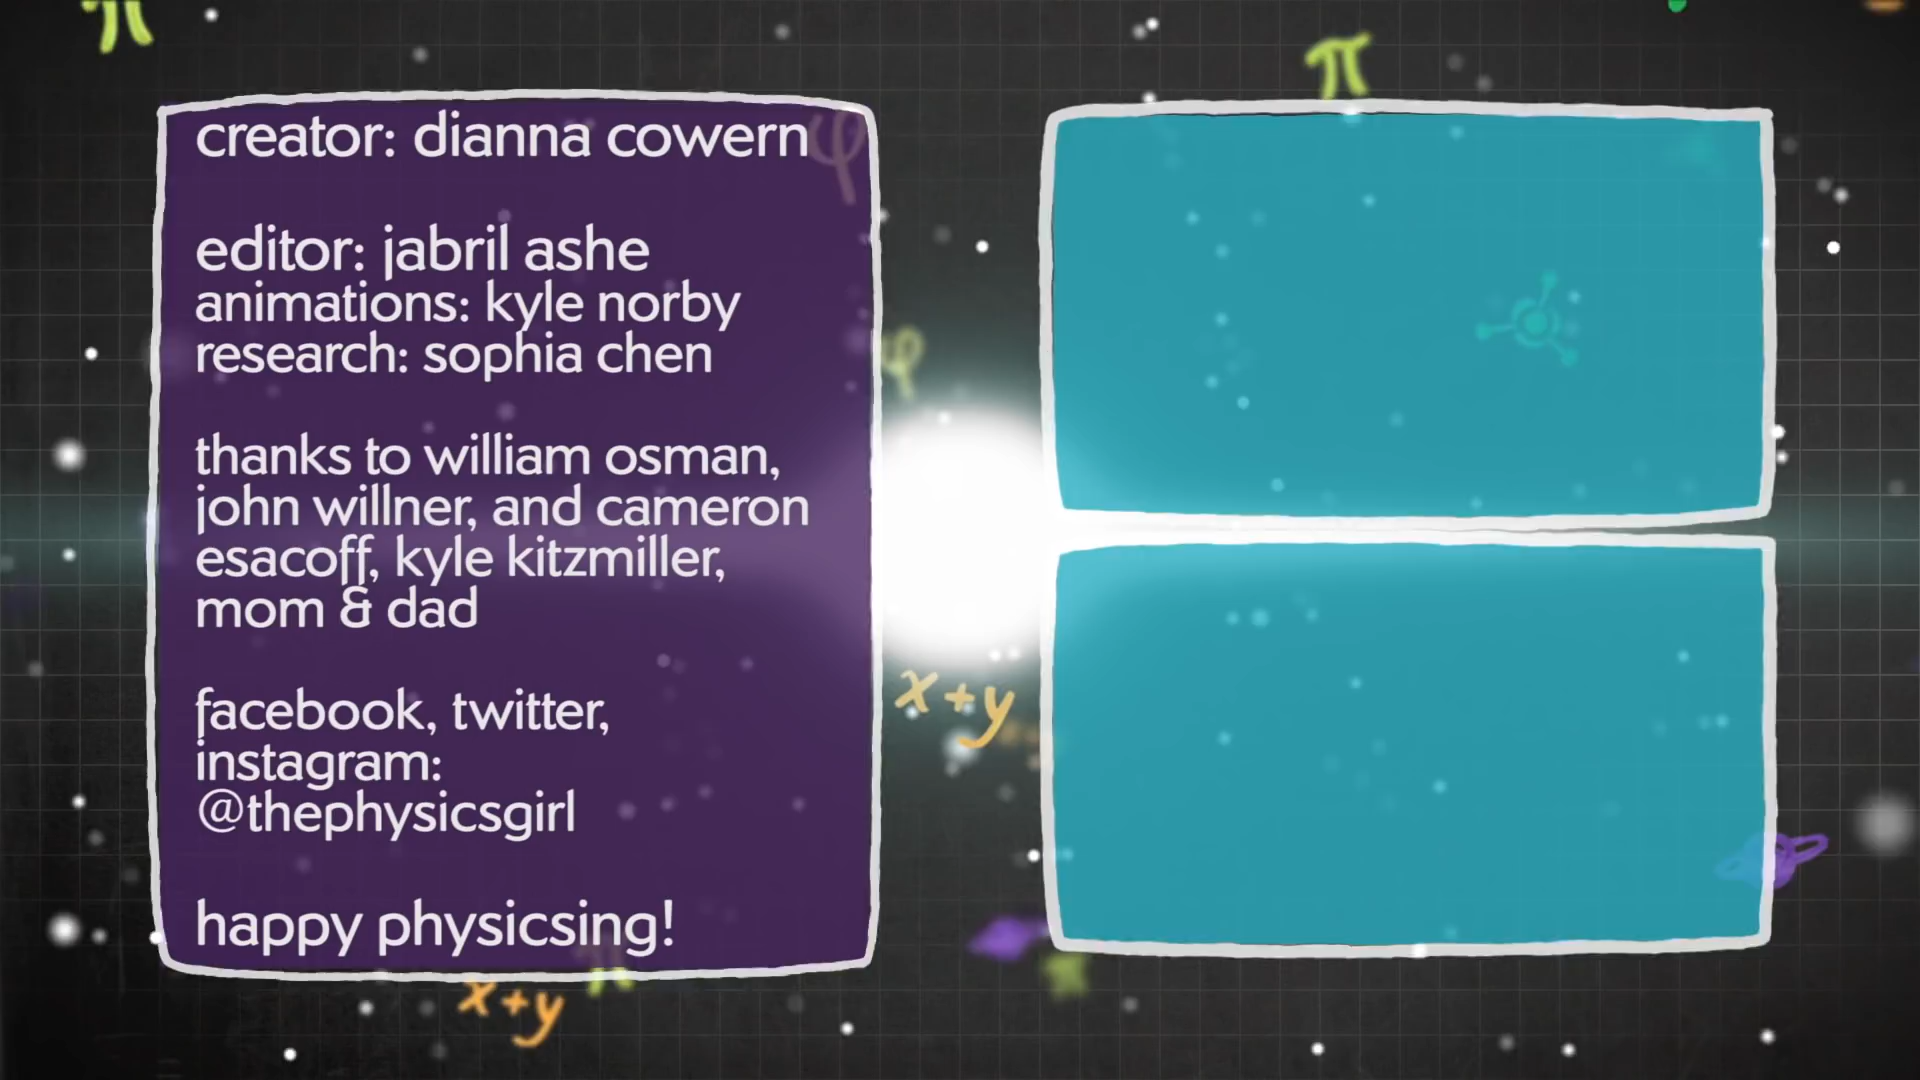 π
π
creator: dianna cowern
φ
editor: jabril ashe
animations: kyle norby
research: sophia chen
φ
thanks to william osman,
john willner, and cameron
esacoff, kyle kitzmiller,
mom & dad
x+y
facebook, twitter,
instagram:
@thephysicsgirl
happy physicsing!
π
π
x+y